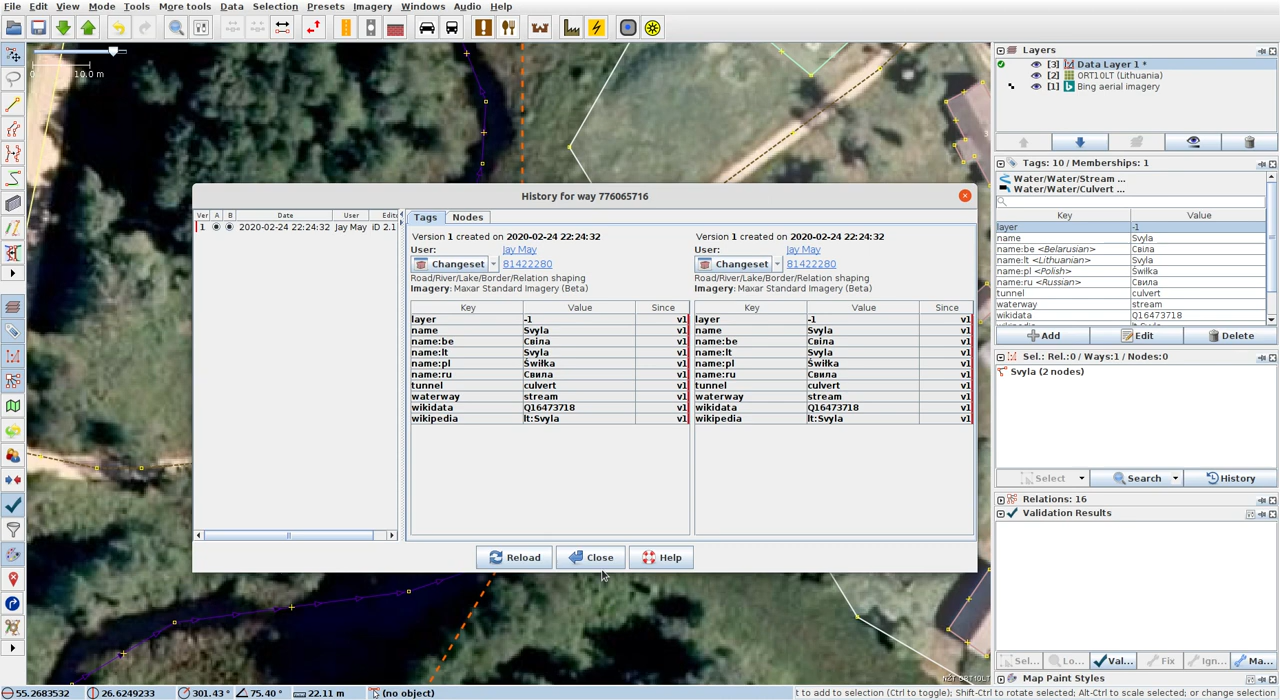 File Edit View Mode Tools More tools Data Selection Presets Imagery Windows Audio Help
10.0 m
0
Layers
[3] Data Layer 1 *
[2] ORT10LT (Lithuania)
[1] Bing aerial imagery
Tags: 10 / Memberships: 1
Water/Water/Stream ...
Water/Water/Culvert ...
Key Value
layer -1
name Svyla
name:be <Belarusian> Свіла
name:lt <Lithuanian> Svyla
name:pl <Polish> Świłka
name:ru <Russian> Свила
tunnel culvert
waterway stream
wikidata Q16473718
Add Edit Delete
Sel.: Rel.:0 / Ways:1 / Nodes:0
Svyla (2 nodes)
Select Search History
Relations: 16
Validation Results
Sel... Lo... Val... Fix Ign... Ma...
Map Paint Styles
History for way 776065716
Ver A B Date User Edit
1 2020-02-24 22:24:32 Jay May iD 2.1
Tags Nodes
Version 1 created on 2020-02-24 22:24:32
User: Jay May
Changeset 81422280
Road/River/Lake/Border/Relation shaping
Imagery: Maxar Standard Imagery (Beta)
Key Value Since
layer -1 v1
name Svyla v1
name:be Свіла v1
name:lt Svyla v1
name:pl Świłka v1
name:ru Свила v1
tunnel culvert v1
waterway stream v1
wikidata Q16473718 v1
wikipedia lt:Svyla v1
Version 1 created on 2020-02-24 22:24:32
User: Jay May
Changeset 81422280
Road/River/Lake/Border/Relation shaping
Imagery: Maxar Standard Imagery (Beta)
Key Value Since
layer -1 v1
name Svyla v1
name:be Свіла v1
name:lt Svyla v1
name:pl Świłka v1
name:ru Свила v1
tunnel culvert v1
waterway stream v1
wikidata Q16473718 v1
wikipedia lt:Svyla v1
Reload Close Help
55.2683532 26.6249233 301.43° 75.40° 22.11 m (no object) t to add to selection (Ctrl to toggle); Shift-Ctrl to rotate selected; Alt-Ctrl to scale selected; or change selection